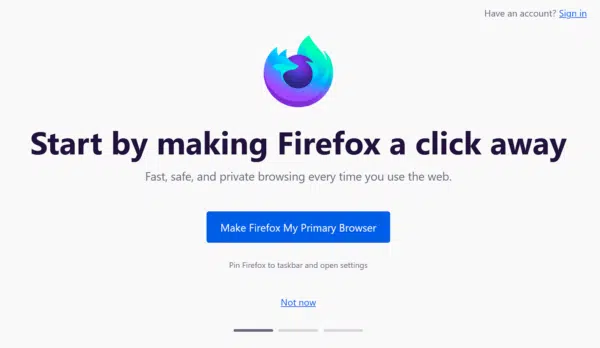 Have an account? Sign in
Start by making Firefox a click away
Fast, safe, and private browsing every time you use the web.
Make Firefox My Primary Browser
Pin Firefox to taskbar and open settings
Not now